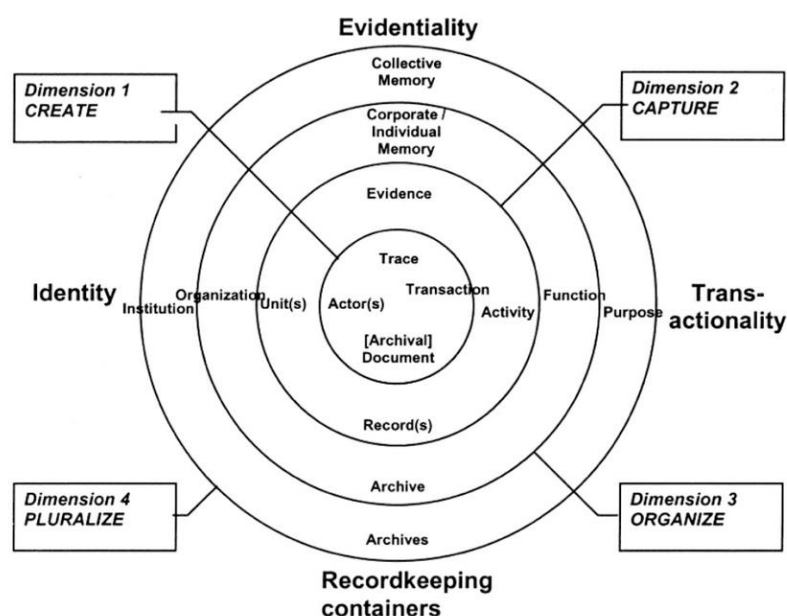 Evidentiality
Collective
Memory
Dimension 1
CREATE
Dimension 2
CAPTURE
Corporate /
Individual
Memory
Evidence
Trace
Identity
Institution
Organization
Unit(s)
Actor(s)
Transaction
Activity
Function
Purpose
Trans-
actionality
[Archival]
Document
Record(s)
Archive
Archives
Dimension 4
PLURALIZE
Dimension 3
ORGANIZE
Recordkeeping
containers